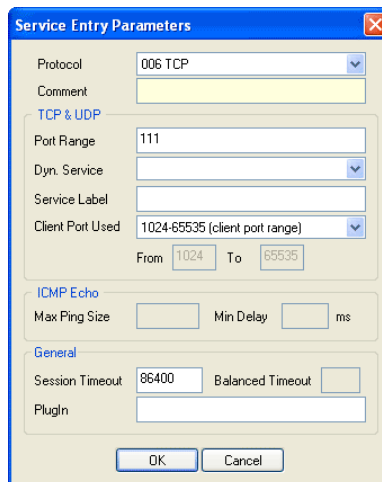 Service Entry Parameters
Protocol 006 TCP
Comment
TCP & UDP
Port Range 111
Dyn. Service
Service Label
Client Port Used 1024-65535 (client port range)
From 1024 To 65535
ICMP Echo
Max Ping Size Min Delay ms
General
Session Timeout 86400 Balanced Timeout
PlugIn
OK Cancel